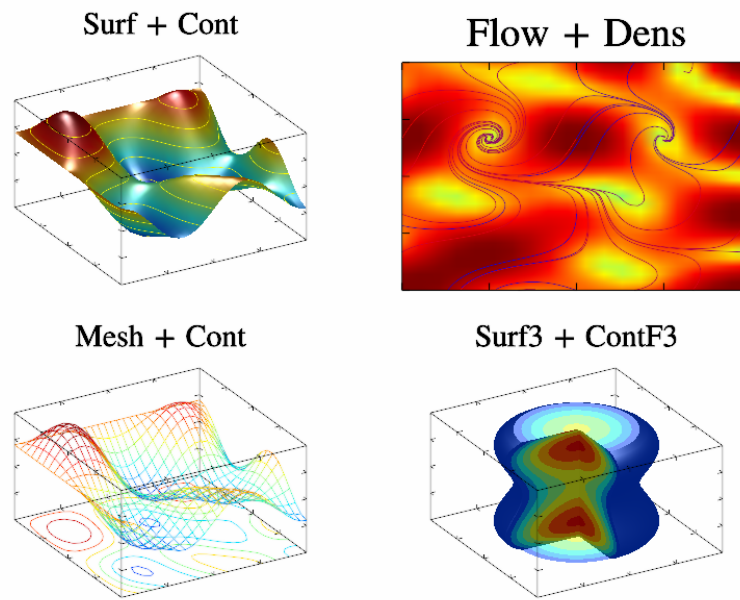 Surf + Cont
Flow + Dens
Mesh + Cont
Surf3 + ContF3